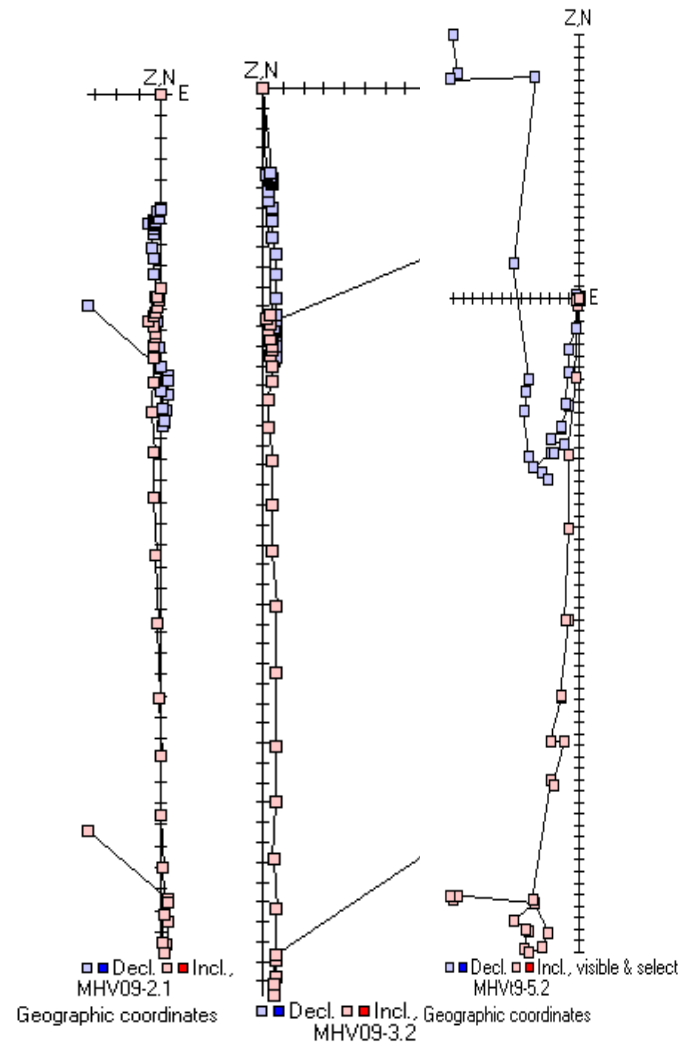 Z,N
E
Decl. Incl.,
MHV09-2.1
Geographic coordinates
Z,N
Decl. Incl.,
MHV09-3.2
Z,N
E
Decl. Incl., visible & select
MHVt9-5.2
Geographic coordinates